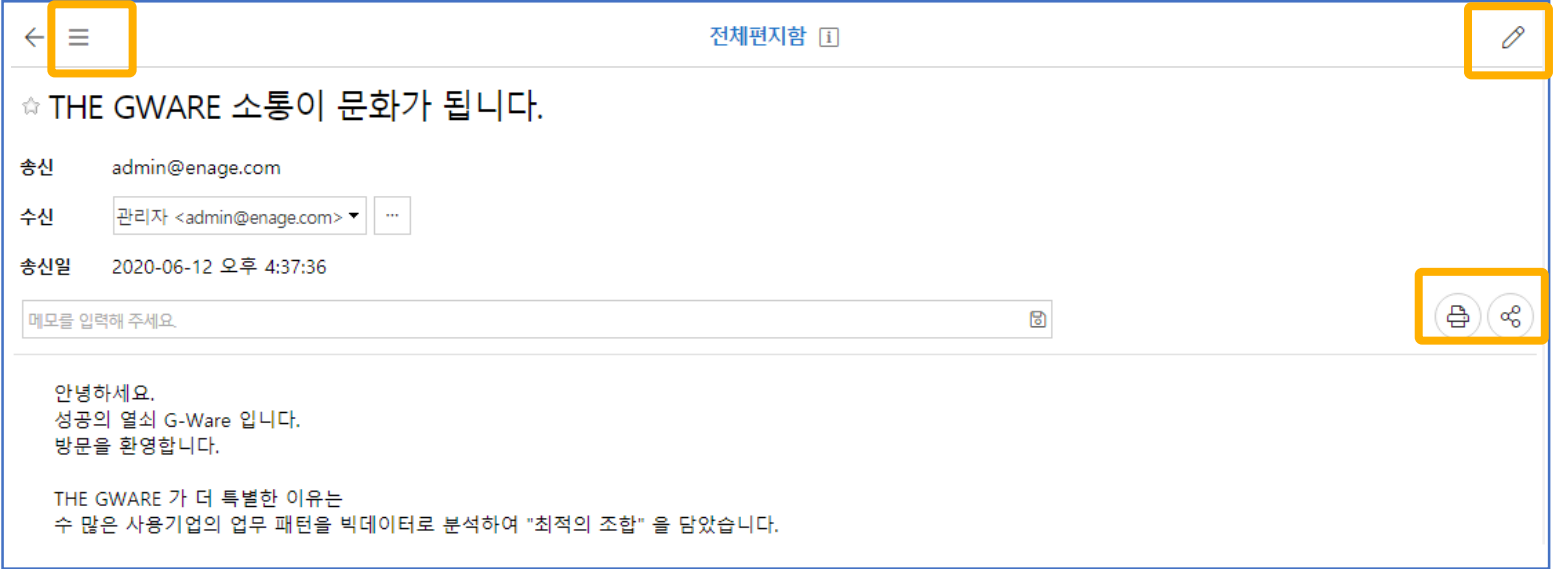 전체편지함
THE GWARE 소통이 문화가 됩니다.
송신 admin@enage.com
수신 관리자 <admin@enage.com> ...
송신일 2020-06-12 오후 4:37:36
메모를 입력해 주세요.
안녕하세요.
성공의 열쇠 G-Ware 입니다.
방문을 환영합니다.
THE GWARE 가 더 특별한 이유는
수 많은 사용기업의 업무 패턴을 빅데이터로 분석하여 "최적의 조합" 을 담았습니다.